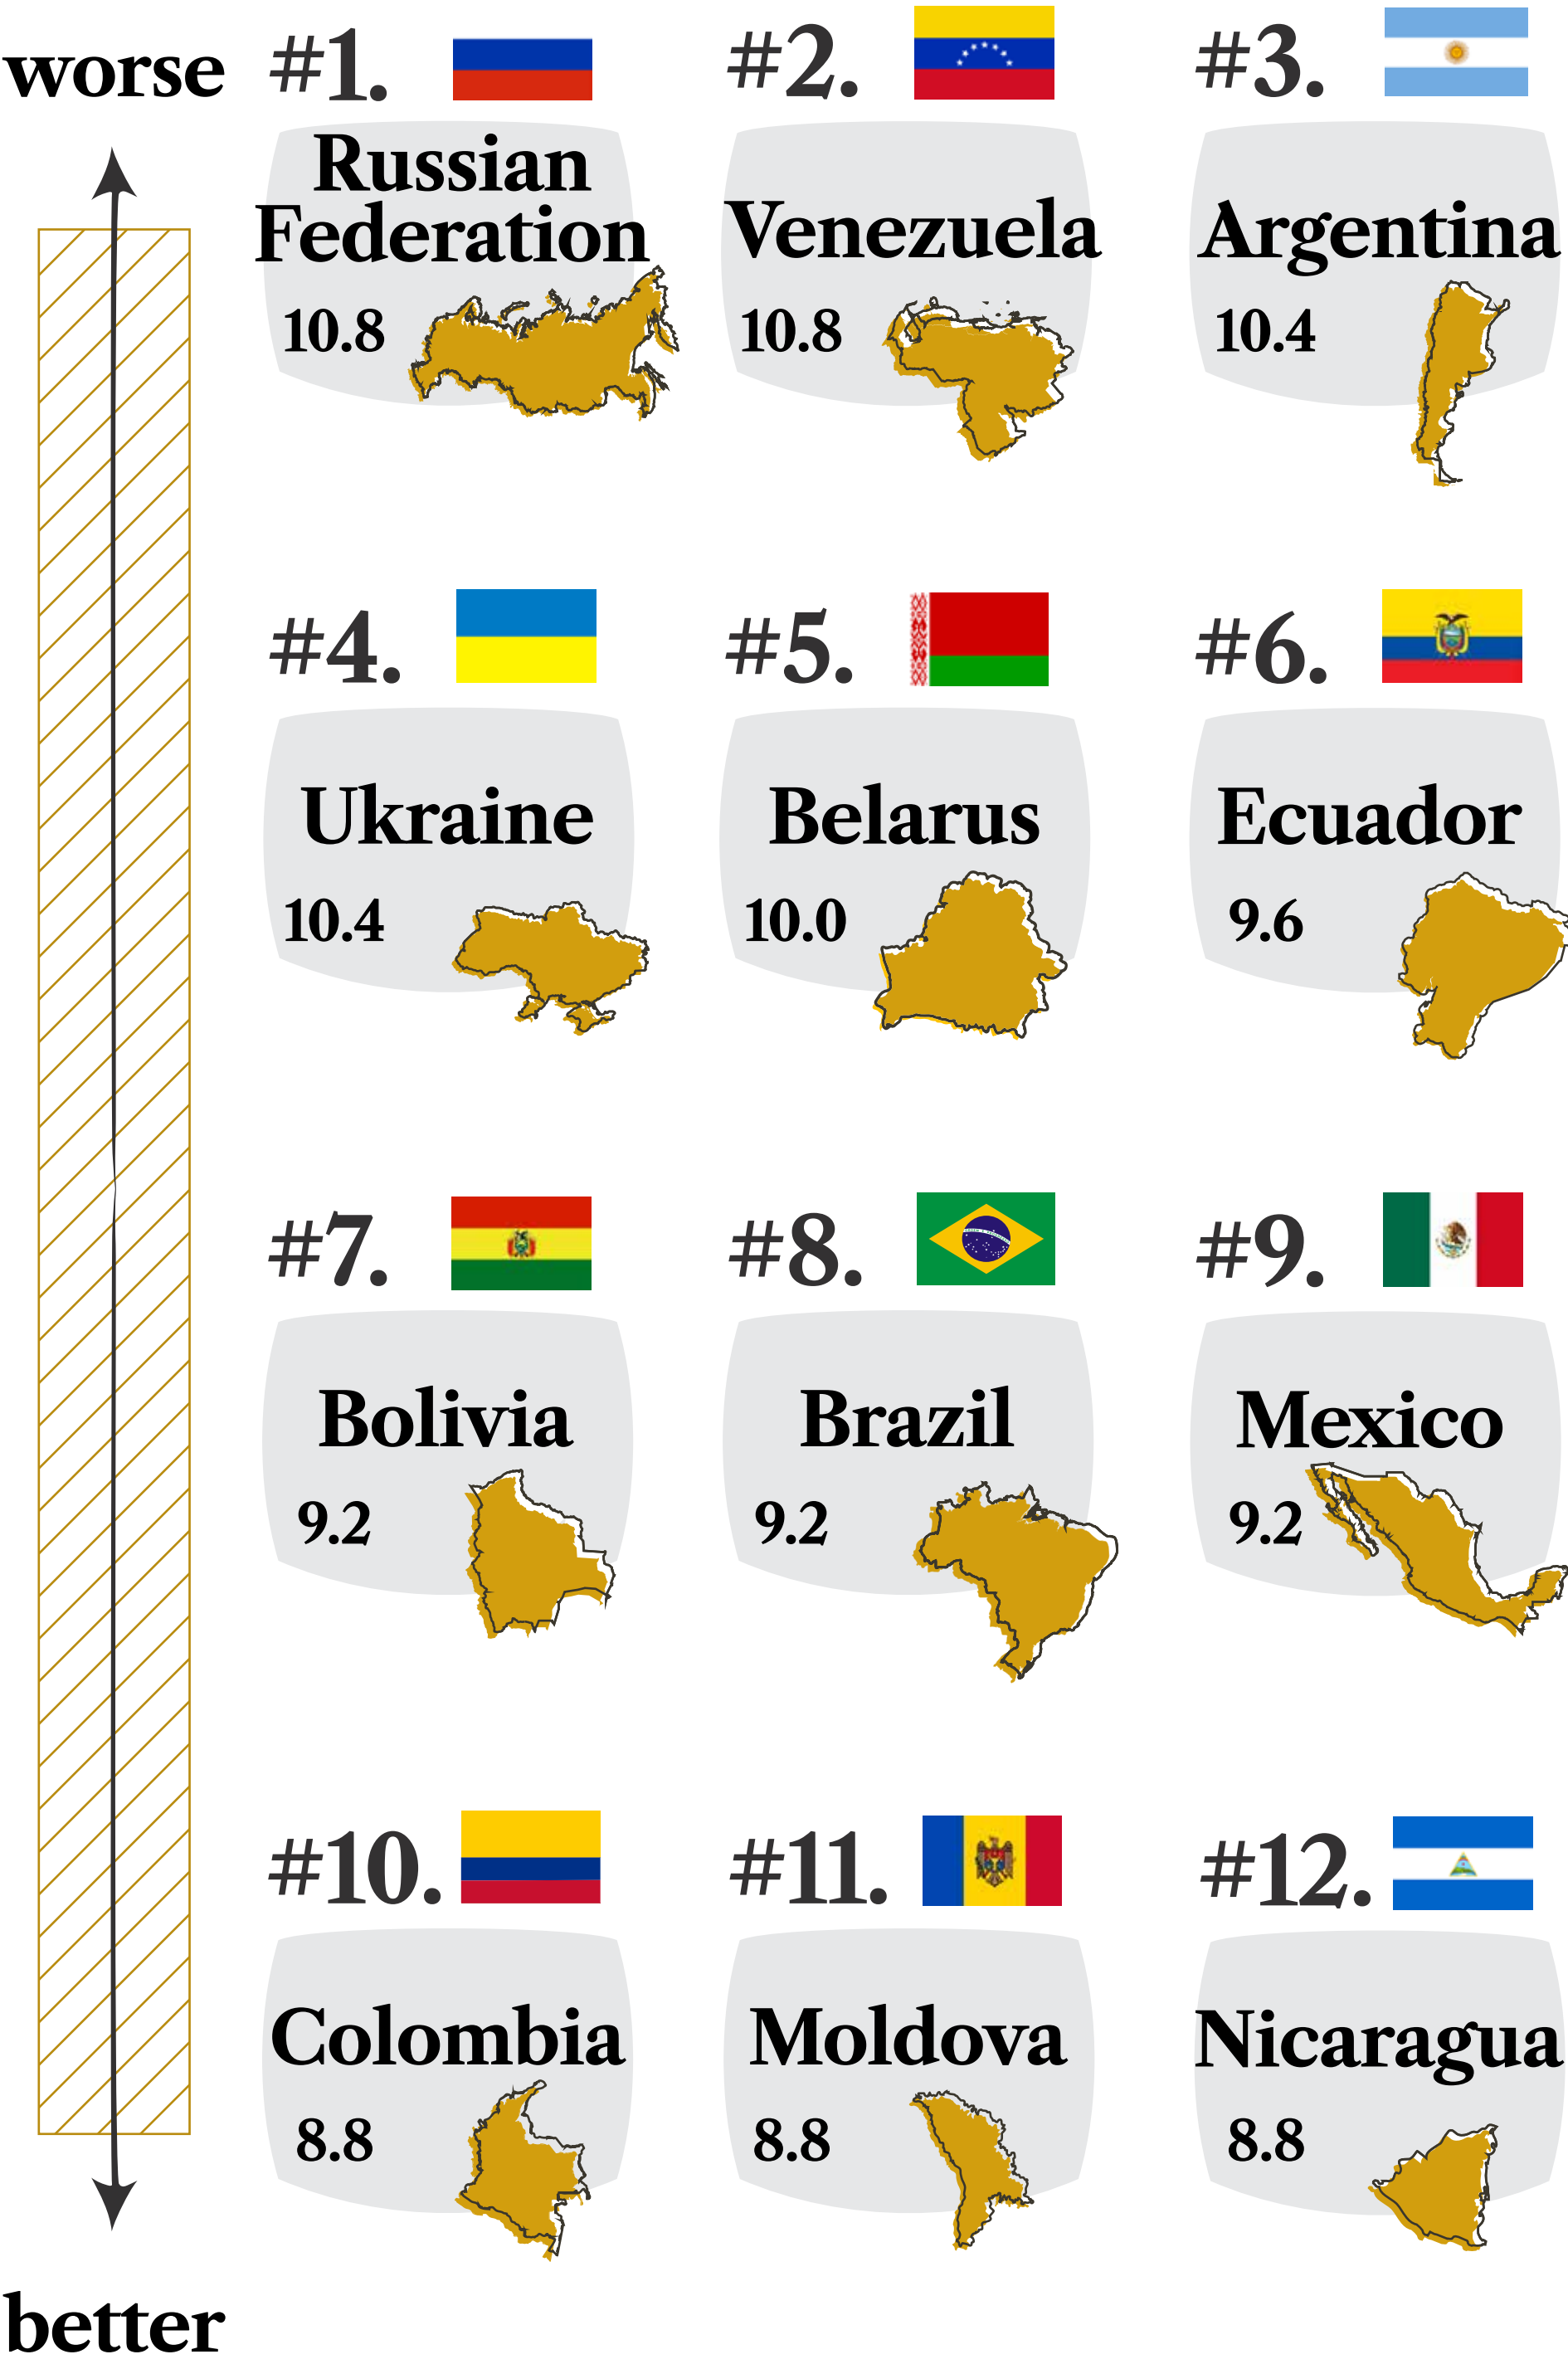 worse
#1.
#2.
#3.
Russian
Federation
10.8
Venezuela
10.8
Argentina
10.4
#4.
#5.
#6.
Ukraine
10.4
Belarus
10.0
Ecuador
9.6
#7.
#8.
#9.
Bolivia
9.2
Brazil
9.2
Mexico
9.2
#10.
#11.
#12.
Colombia
8.8
Moldova
8.8
Nicaragua
8.8
better